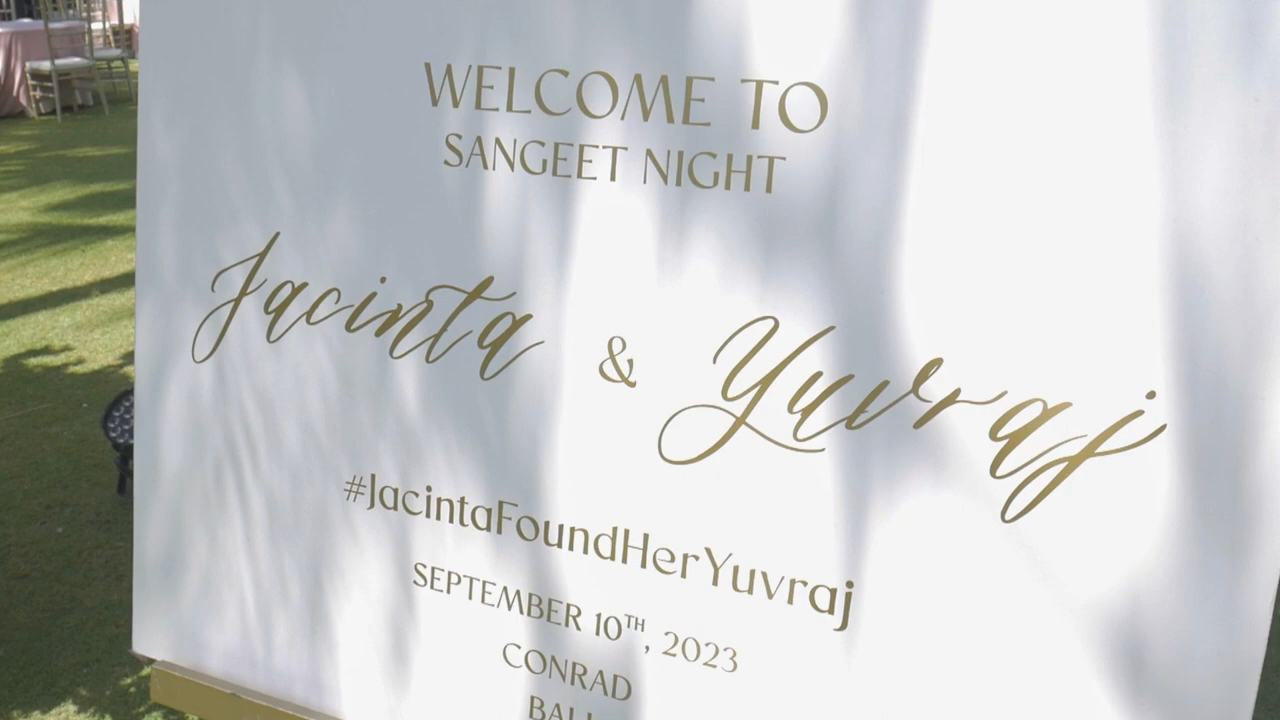 WELCOME TO
SANGEET NIGHT
Jacinta & Yuvraj
#JacintaFoundHerYuvraj
SEPTEMBER 10TH, 2023
CONRAD